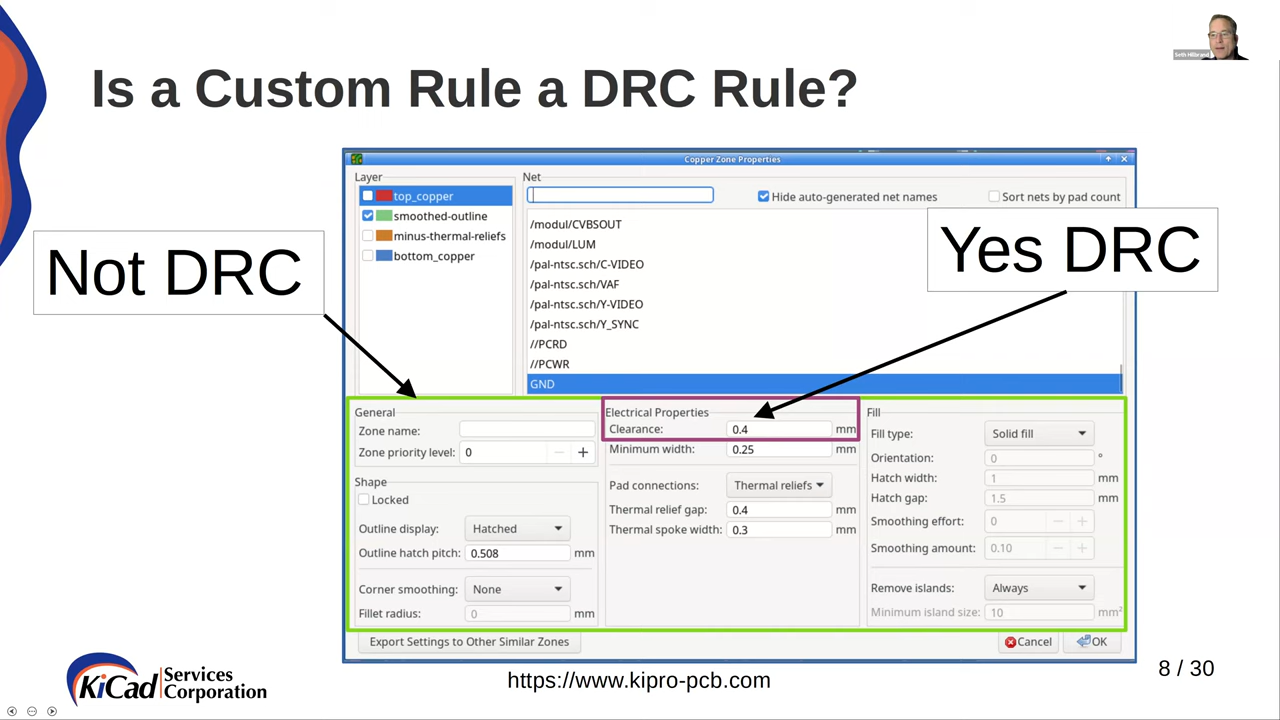 Seth Hillbrand
Is a Custom Rule a DRC Rule?
Copper Zone Properties
Layer
top_copper
smoothed-outline
minus-thermal-reliefs
bottom_copper
Net
Hide auto-generated net names
Sort nets by pad count
/modul/CVBSOUT
/modul/LUM
/pal-ntsc.sch/C-VIDEO
/pal-ntsc.sch/VAF
/pal-ntsc.sch/Y-VIDEO
/pal-ntsc.sch/Y_SYNC
//PCRD
//PCWR
GND
Not DRC
Yes DRC
General
Zone name:
Zone priority level: 0
Shape
Locked
Outline display: Hatched
Outline hatch pitch: 0.508 mm
Corner smoothing: None
Fillet radius: 0 mm
Electrical Properties
Clearance: 0.4 mm
Minimum width: 0.25 mm
Pad connections: Thermal reliefs
Thermal relief gap: 0.4 mm
Thermal spoke width: 0.3 mm
Fill
Fill type: Solid fill
Orientation: 0 °
Hatch width: 1 mm
Hatch gap: 1.5 mm
Smoothing effort: 0
Smoothing amount: 0.10
Remove islands: Always
Minimum island size: 10 mm²
Export Settings to Other Similar Zones
Cancel
OK
KiCad Services
Corporation
https://www.kipro-pcb.com
8 / 30